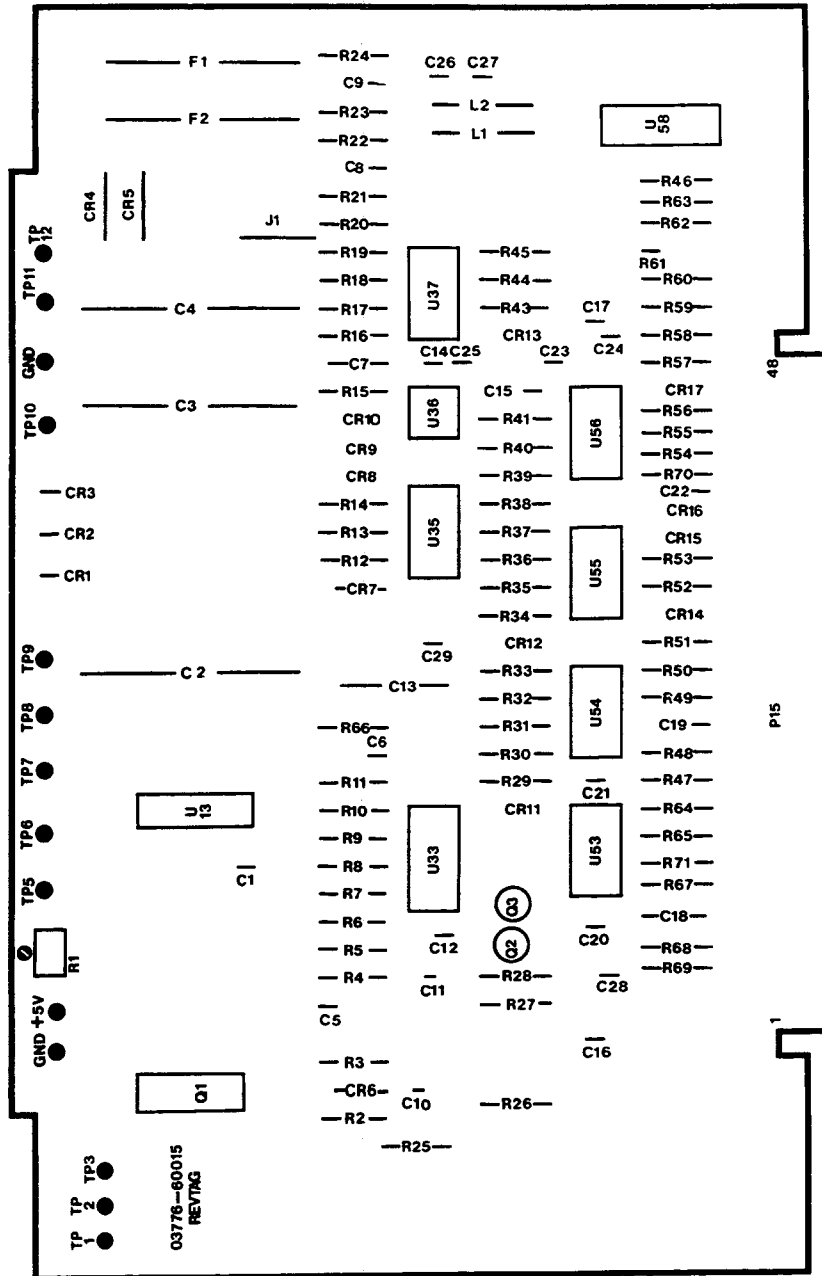 F1
F2
CR4
CR5
J1
TP
12
TP11
C4
GND
C3
TP10
CR3
CR2
CR1
TP9
C2
TP8
TP7
U
13
TP6
C1
TP5
R1
+5V
GND
Q1
TP3
TP
2
TP
1
03776-60015
REVTAG
R24
C9
R23
R22
C8
R21
R20
R19
R18
R17
R16
C7
R15
CR10
CR9
CR8
R14
R13
R12
CR7
C29
C13
R66
C6
R11
R10
R9
R8
R7
R6
R5
R4
C5
R3
CR6
R2
R25
C26
C27
L2
L1
U37
C14
C25
U36
U35
U33
C12
C11
C10
R45
R44
R43
CR13
C23
C15
R41
R40
R39
R38
R37
R36
R35
R34
CR12
R33
R32
R31
R30
R29
CR11
Q3
Q2
R28
R27
R26
U
58
C17
C24
U56
U55
U54
C21
U53
C20
C28
C16
R46
R63
R62
R61
R60
R59
R58
R57
CR17
R56
R55
R54
R70
C22
CR16
CR15
R53
R52
CR14
R51
R50
R49
C19
R48
R47
R64
R65
R71
R67
C18
R68
R69
48
P15
1